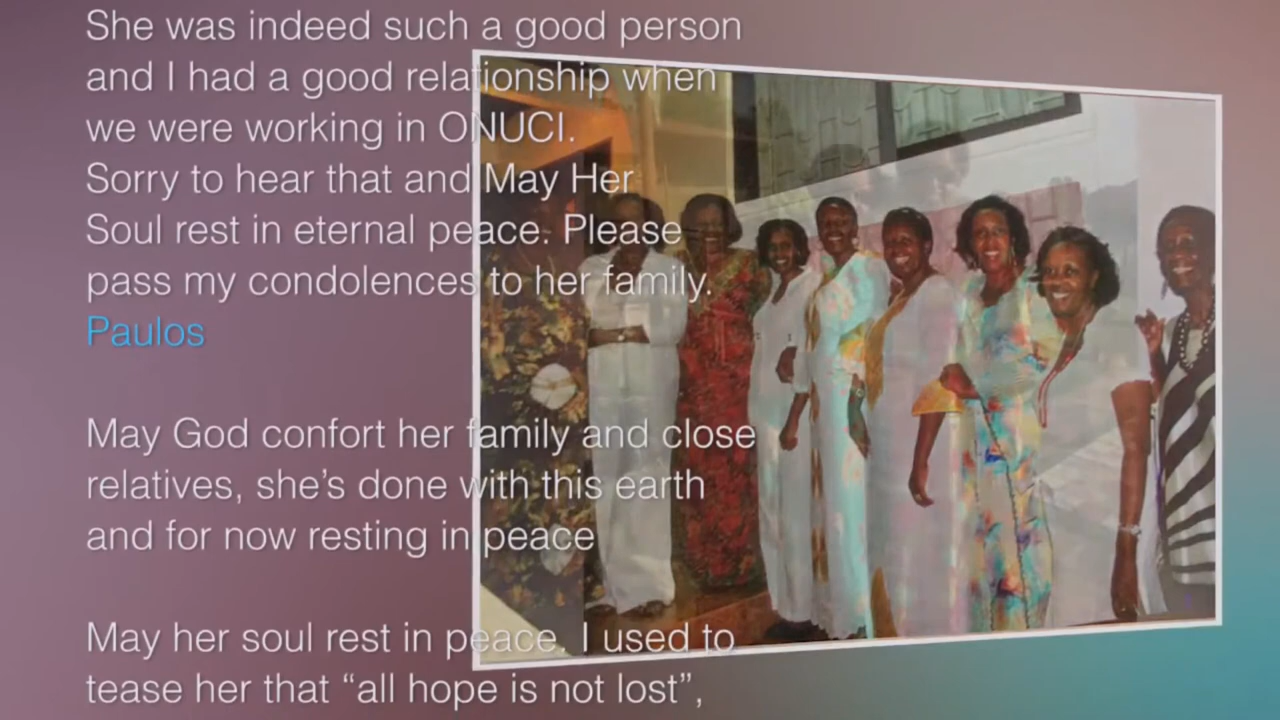 She was indeed such a good person
and I had a good relationship when
we were working in ONUCI.
Sorry to hear that and May Her
Soul rest in eternal peace. Please
pass my condolences to her family.
Paulos
May God confort her family and close
relatives, she’s done with this earth
and for now resting in peace
May her soul rest in peace. I used to
tease her that “all hope is not lost”,